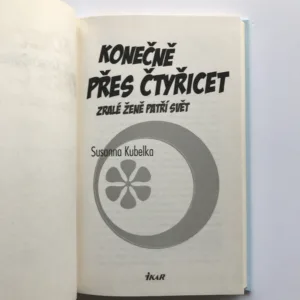 KONEČNĚ
PŘES ČTYŘICET
ZRALÉ ŽENĚ PATŘÍ SVĚT
Susanna Kubelka
IKAR